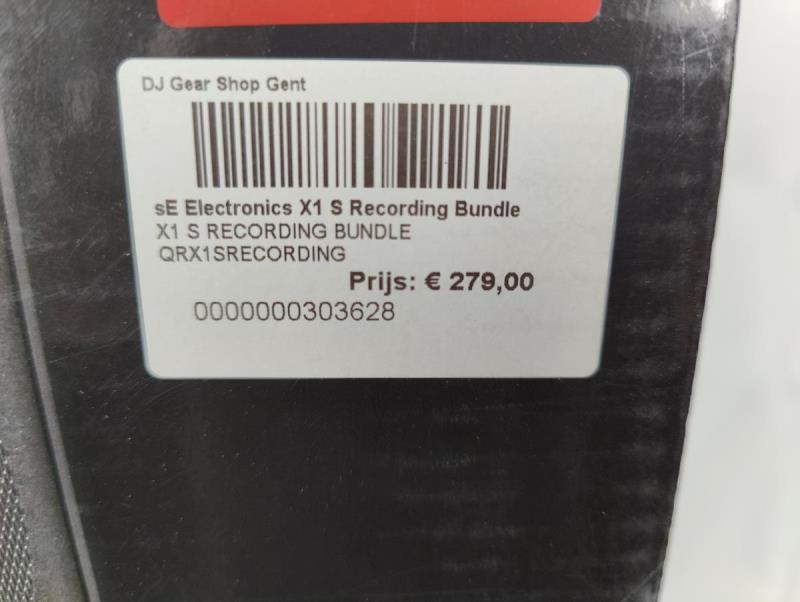 DJ Gear Shop Gent
sE Electronics X1 S Recording Bundle
X1 S RECORDING BUNDLE
QRX1SRECORDING
Prijs: € 279,00
0000000303628